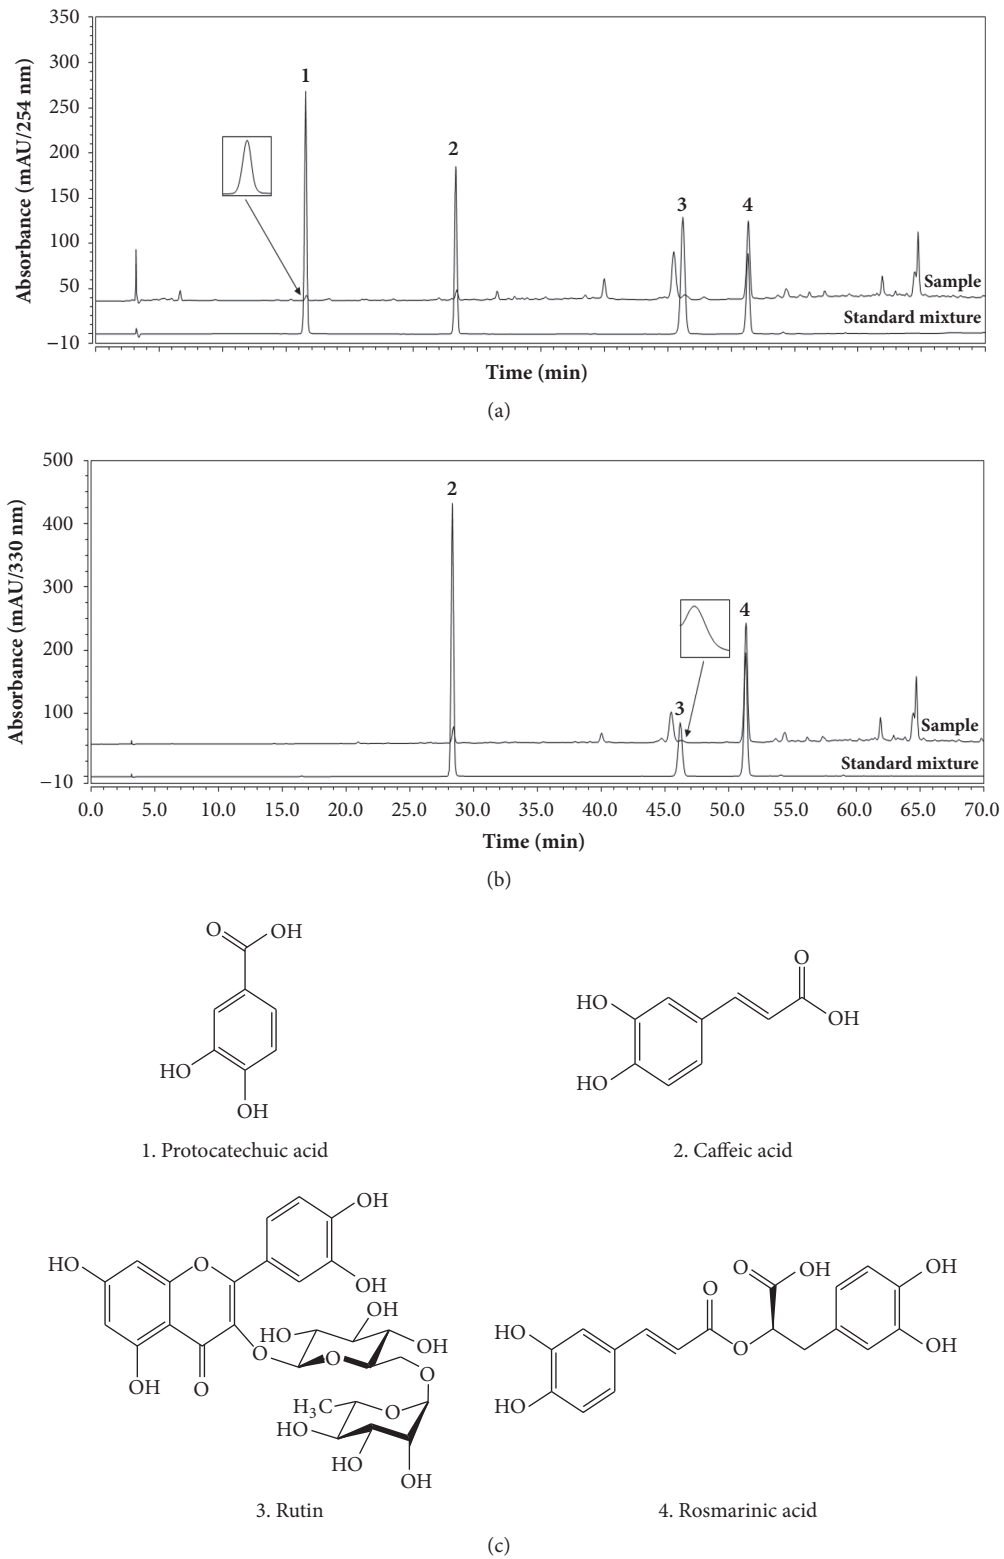 350
300
250
200
150
100
50
−10
Absorbance (mAU/254 nm)
1
2
3
4
Sample
Standard mixture
Time (min)
(a)
500
400
300
200
100
−10
Absorbance (mAU/330 nm)
2
3
4
Sample
Standard mixture
0.0 5.0 10.0 15.0 20.0 25.0 30.0 35.0 40.0 45.0 50.0 55.0 60.0 65.0 70.0
Time (min)
(b)
O OH
HO
OH
1. Protocatechuic acid
O
HO
OH
HO
2. Caffeic acid
OH
HO O
OH
OH
HO
OH
O
O
O
OH O
H3C O
HO
HO
OH
3. Rutin
O OH OH
O
HO
O OH
HO
4. Rosmarinic acid
(c)